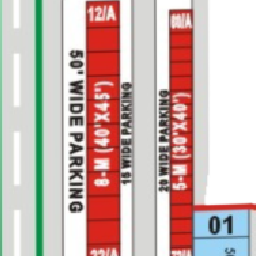 12/A
50' WIDE PARKING
8-M (40'X45')
16 WIDE PARKING
20 WIDE PARKING
5-M (30'X40')
01